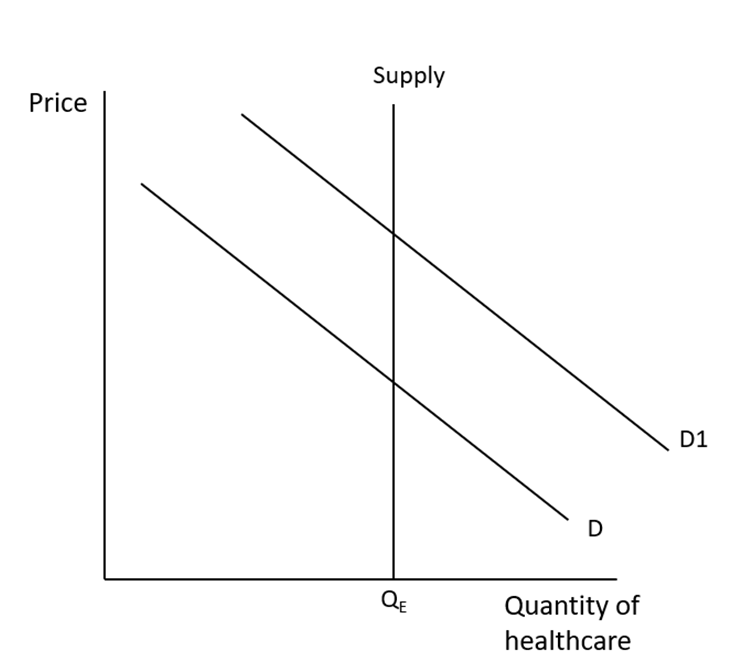 Supply
Price
D1
D
QE
Quantity of
healthcare